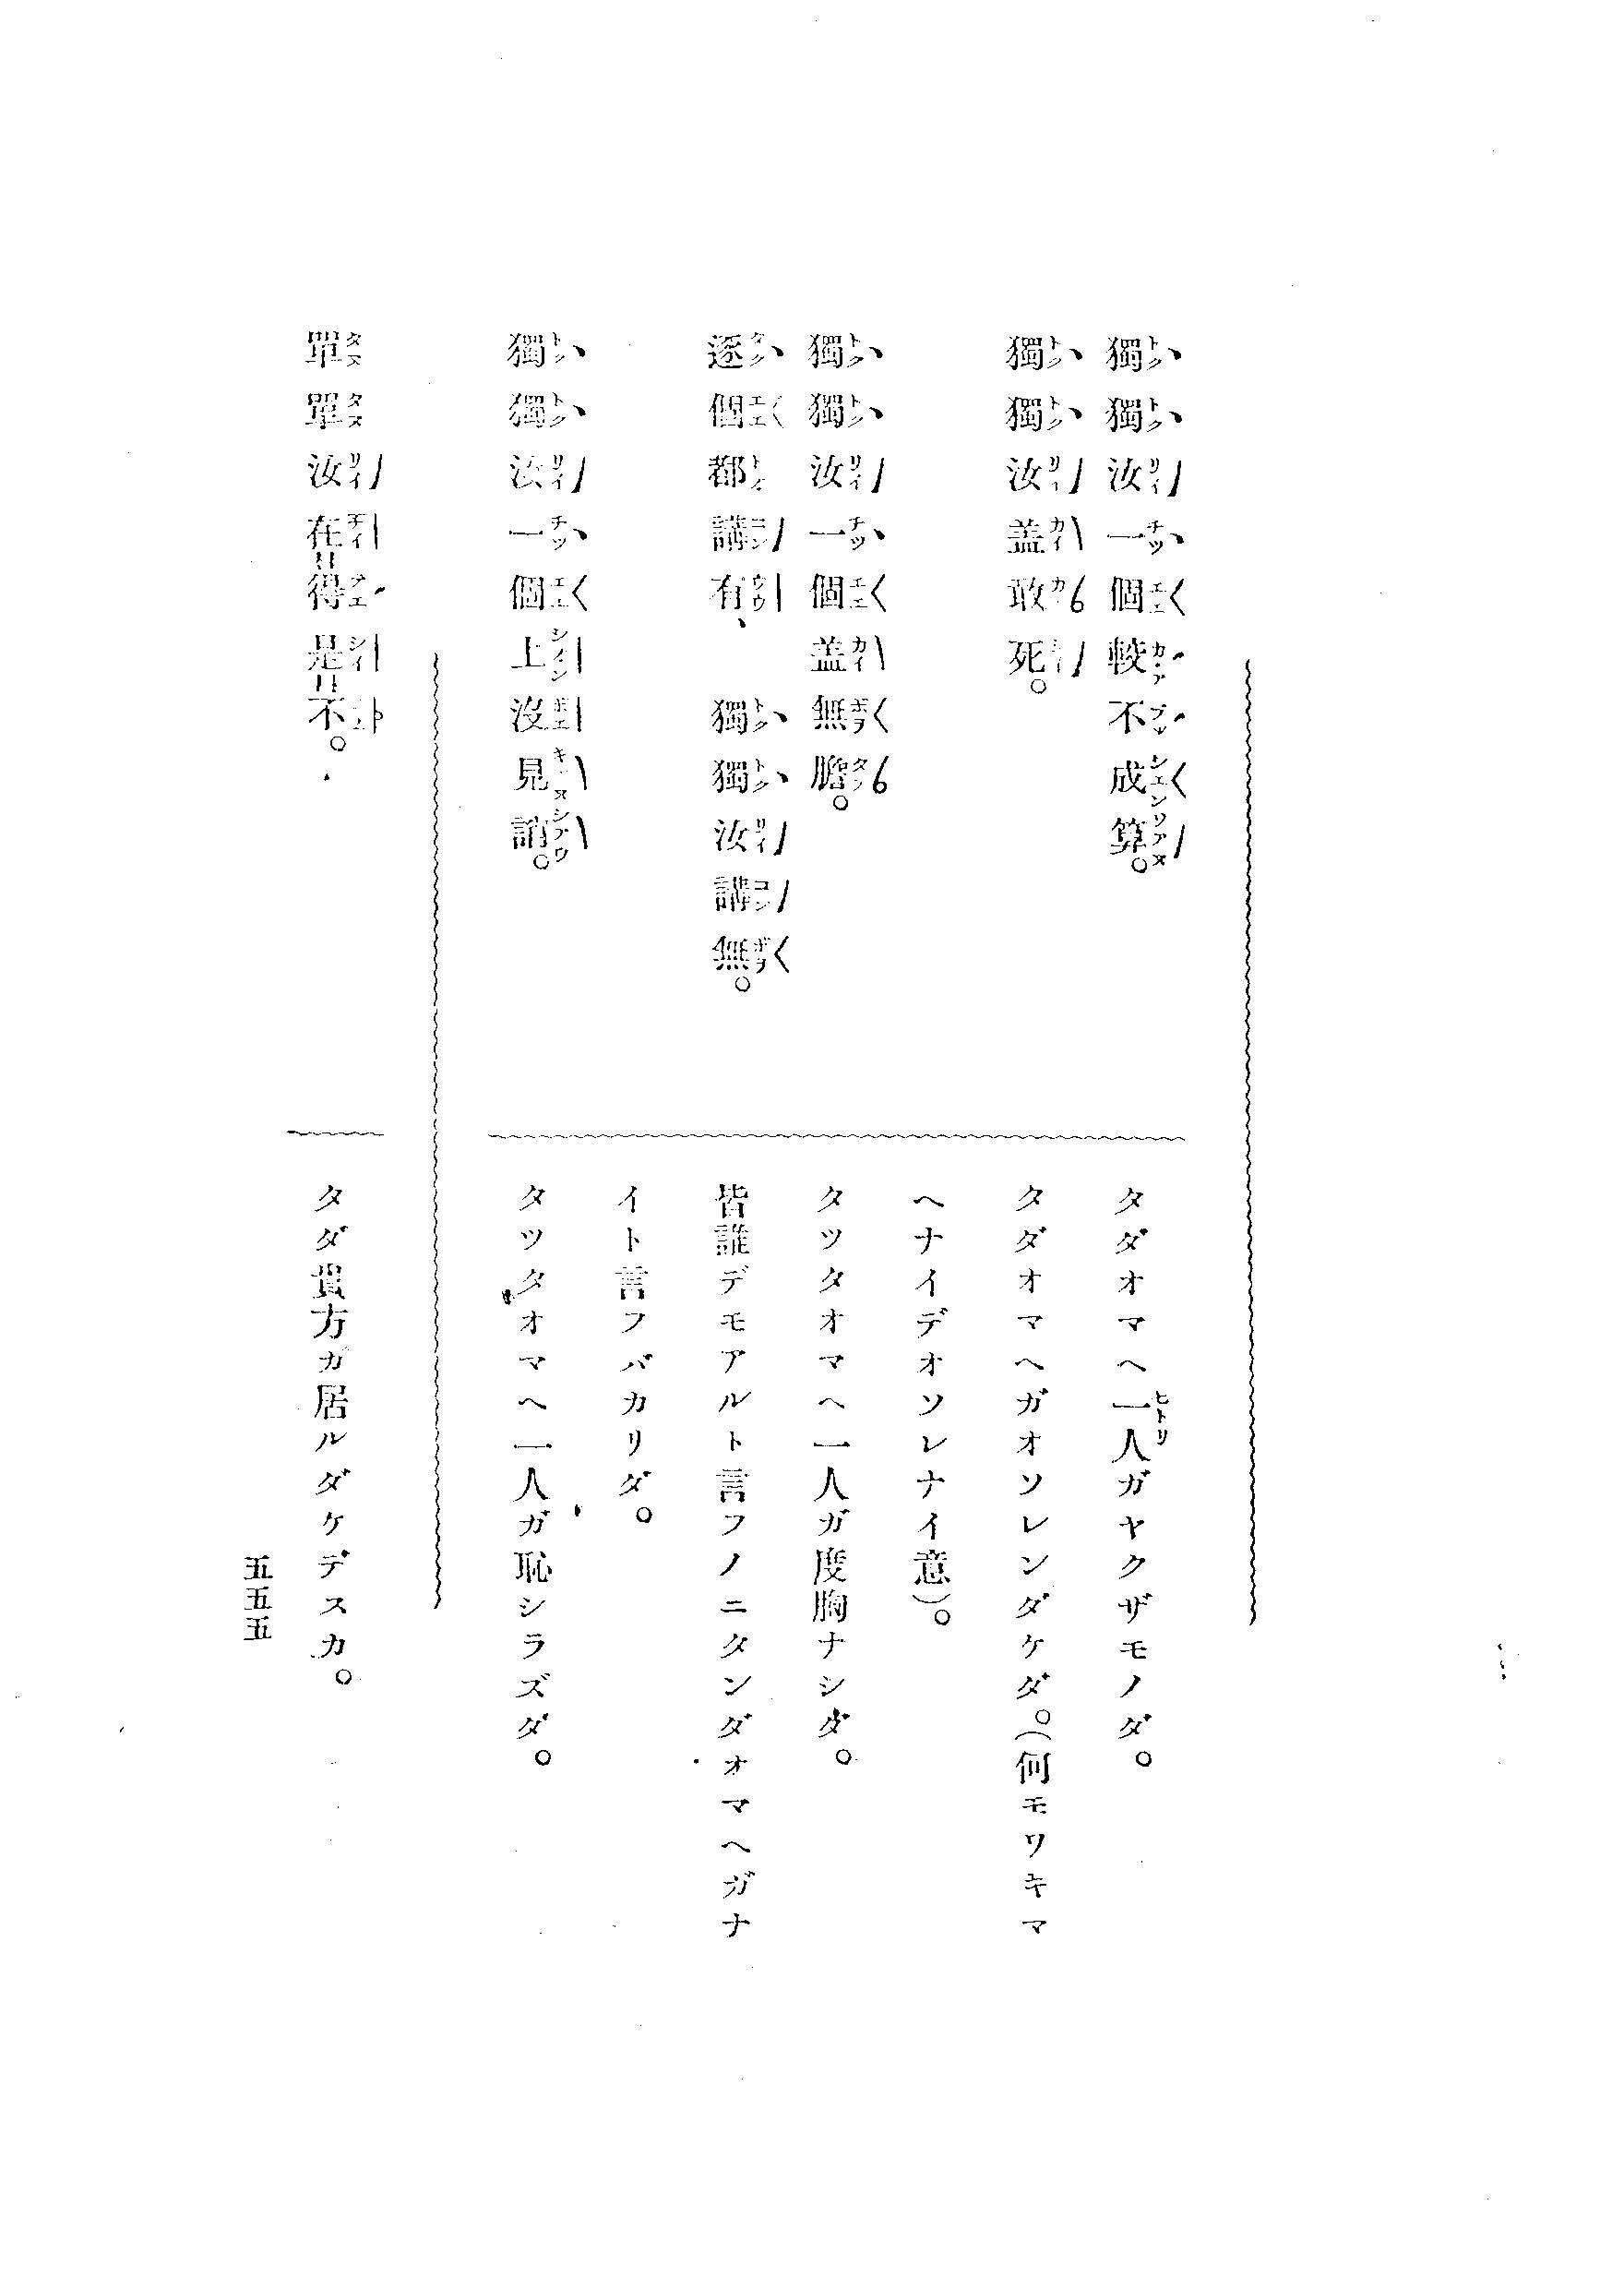 獨獨汝一個較不成算。
タダオマヘ一人ガヤクザモノダ。
獨獨汝蓋敢死。
タダオマヘガオソレンダケダ。(何モワキマ
ヘナイデオソレナイ意)。
獨獨汝一個蓋無膽。
タツタオマヘ一人ガ度胸ナシダ。
逐個都講有、獨獨汝講無。
皆誰デモアルト言フノニタンダオマヘガナ
イト言フバカリダ。
獨獨汝一個上沒見誚。
タツタオマヘ一人ガ恥シラズダ。
單單汝在得是不。
タダ貴方ガ居ルダケデスカ。
五五五